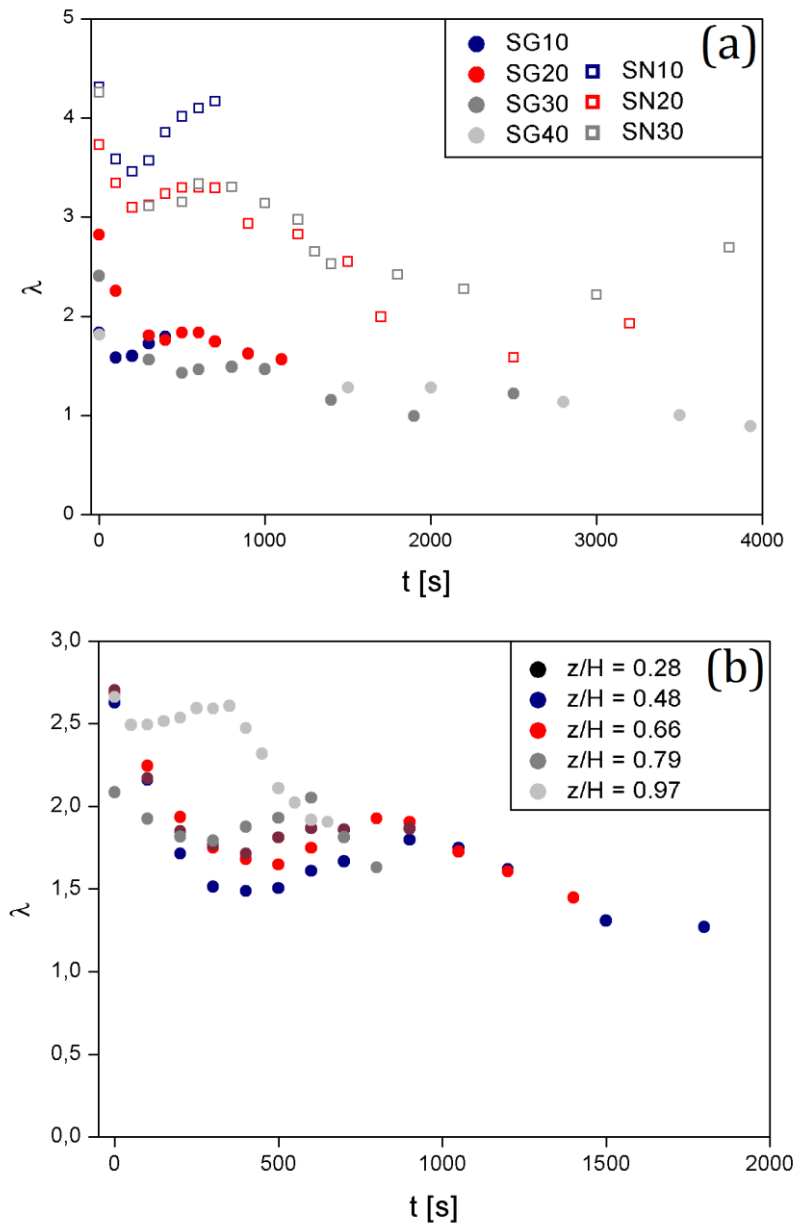 (a)
SG10
SG20
SG30
SG40
SN10
SN20
SN30
5
4
3
2
1
0
λ
0 1000 2000 3000 4000
t [s]
(b)
z/H = 0.28
z/H = 0.48
z/H = 0.66
z/H = 0.79
z/H = 0.97
3,0
2,5
2,0
1,5
1,0
0,5
0,0
λ
0 500 1000 1500 2000
t [s]